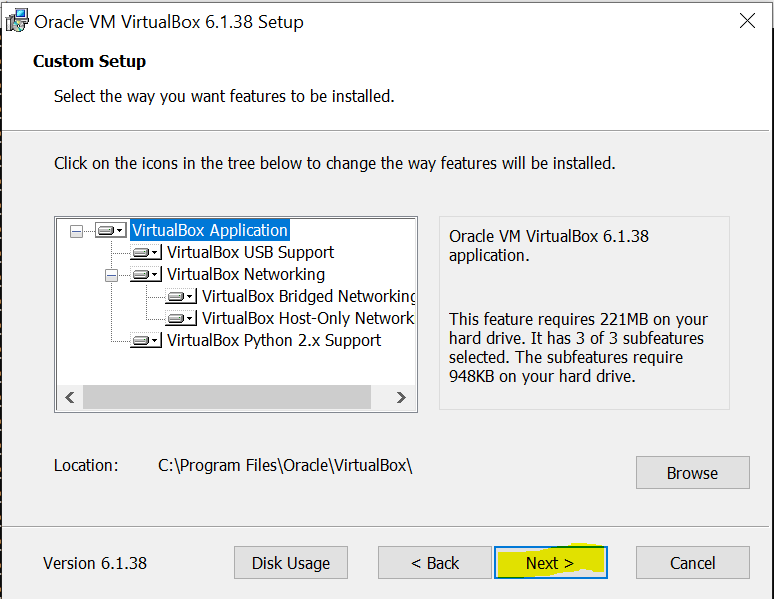 Oracle VM VirtualBox 6.1.38 Setup
Custom Setup
Select the way you want features to be installed.
Click on the icons in the tree below to change the way features will be installed.
VirtualBox Application
VirtualBox USB Support
VirtualBox Networking
VirtualBox Bridged Networking
VirtualBox Host-Only Network
VirtualBox Python 2.x Support
Oracle VM VirtualBox 6.1.38
application.
This feature requires 221MB on your
hard drive. It has 3 of 3 subfeatures
selected. The subfeatures require
948KB on your hard drive.
Location: C:\Program Files\Oracle\VirtualBox\
Browse
Version 6.1.38 Disk Usage < Back Next > Cancel